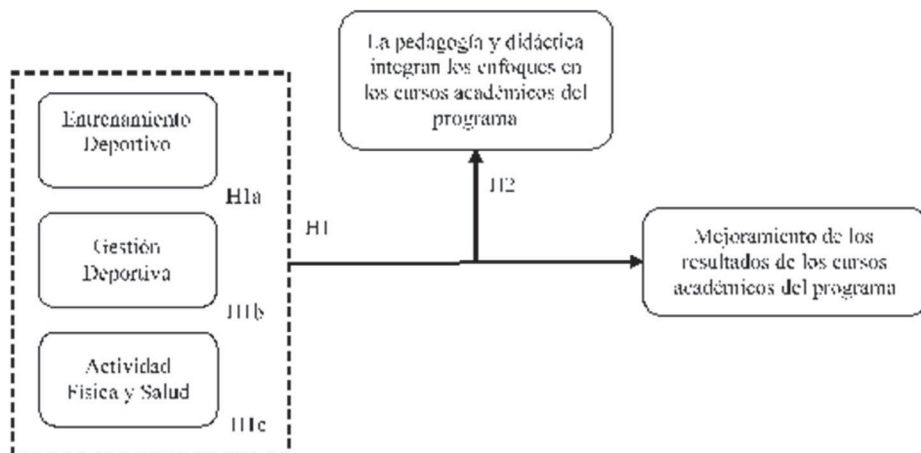 La pedagogía y didáctica
integran los enfoques en
los cursos académicos del
programa
Entrenamiento
Deportivo
H1a
H1
H2
Gestión
Deportiva
H1b
Mejoramiento de los
resultados de los cursos
académicos del programa
Actividad
Física y Salud
H1c